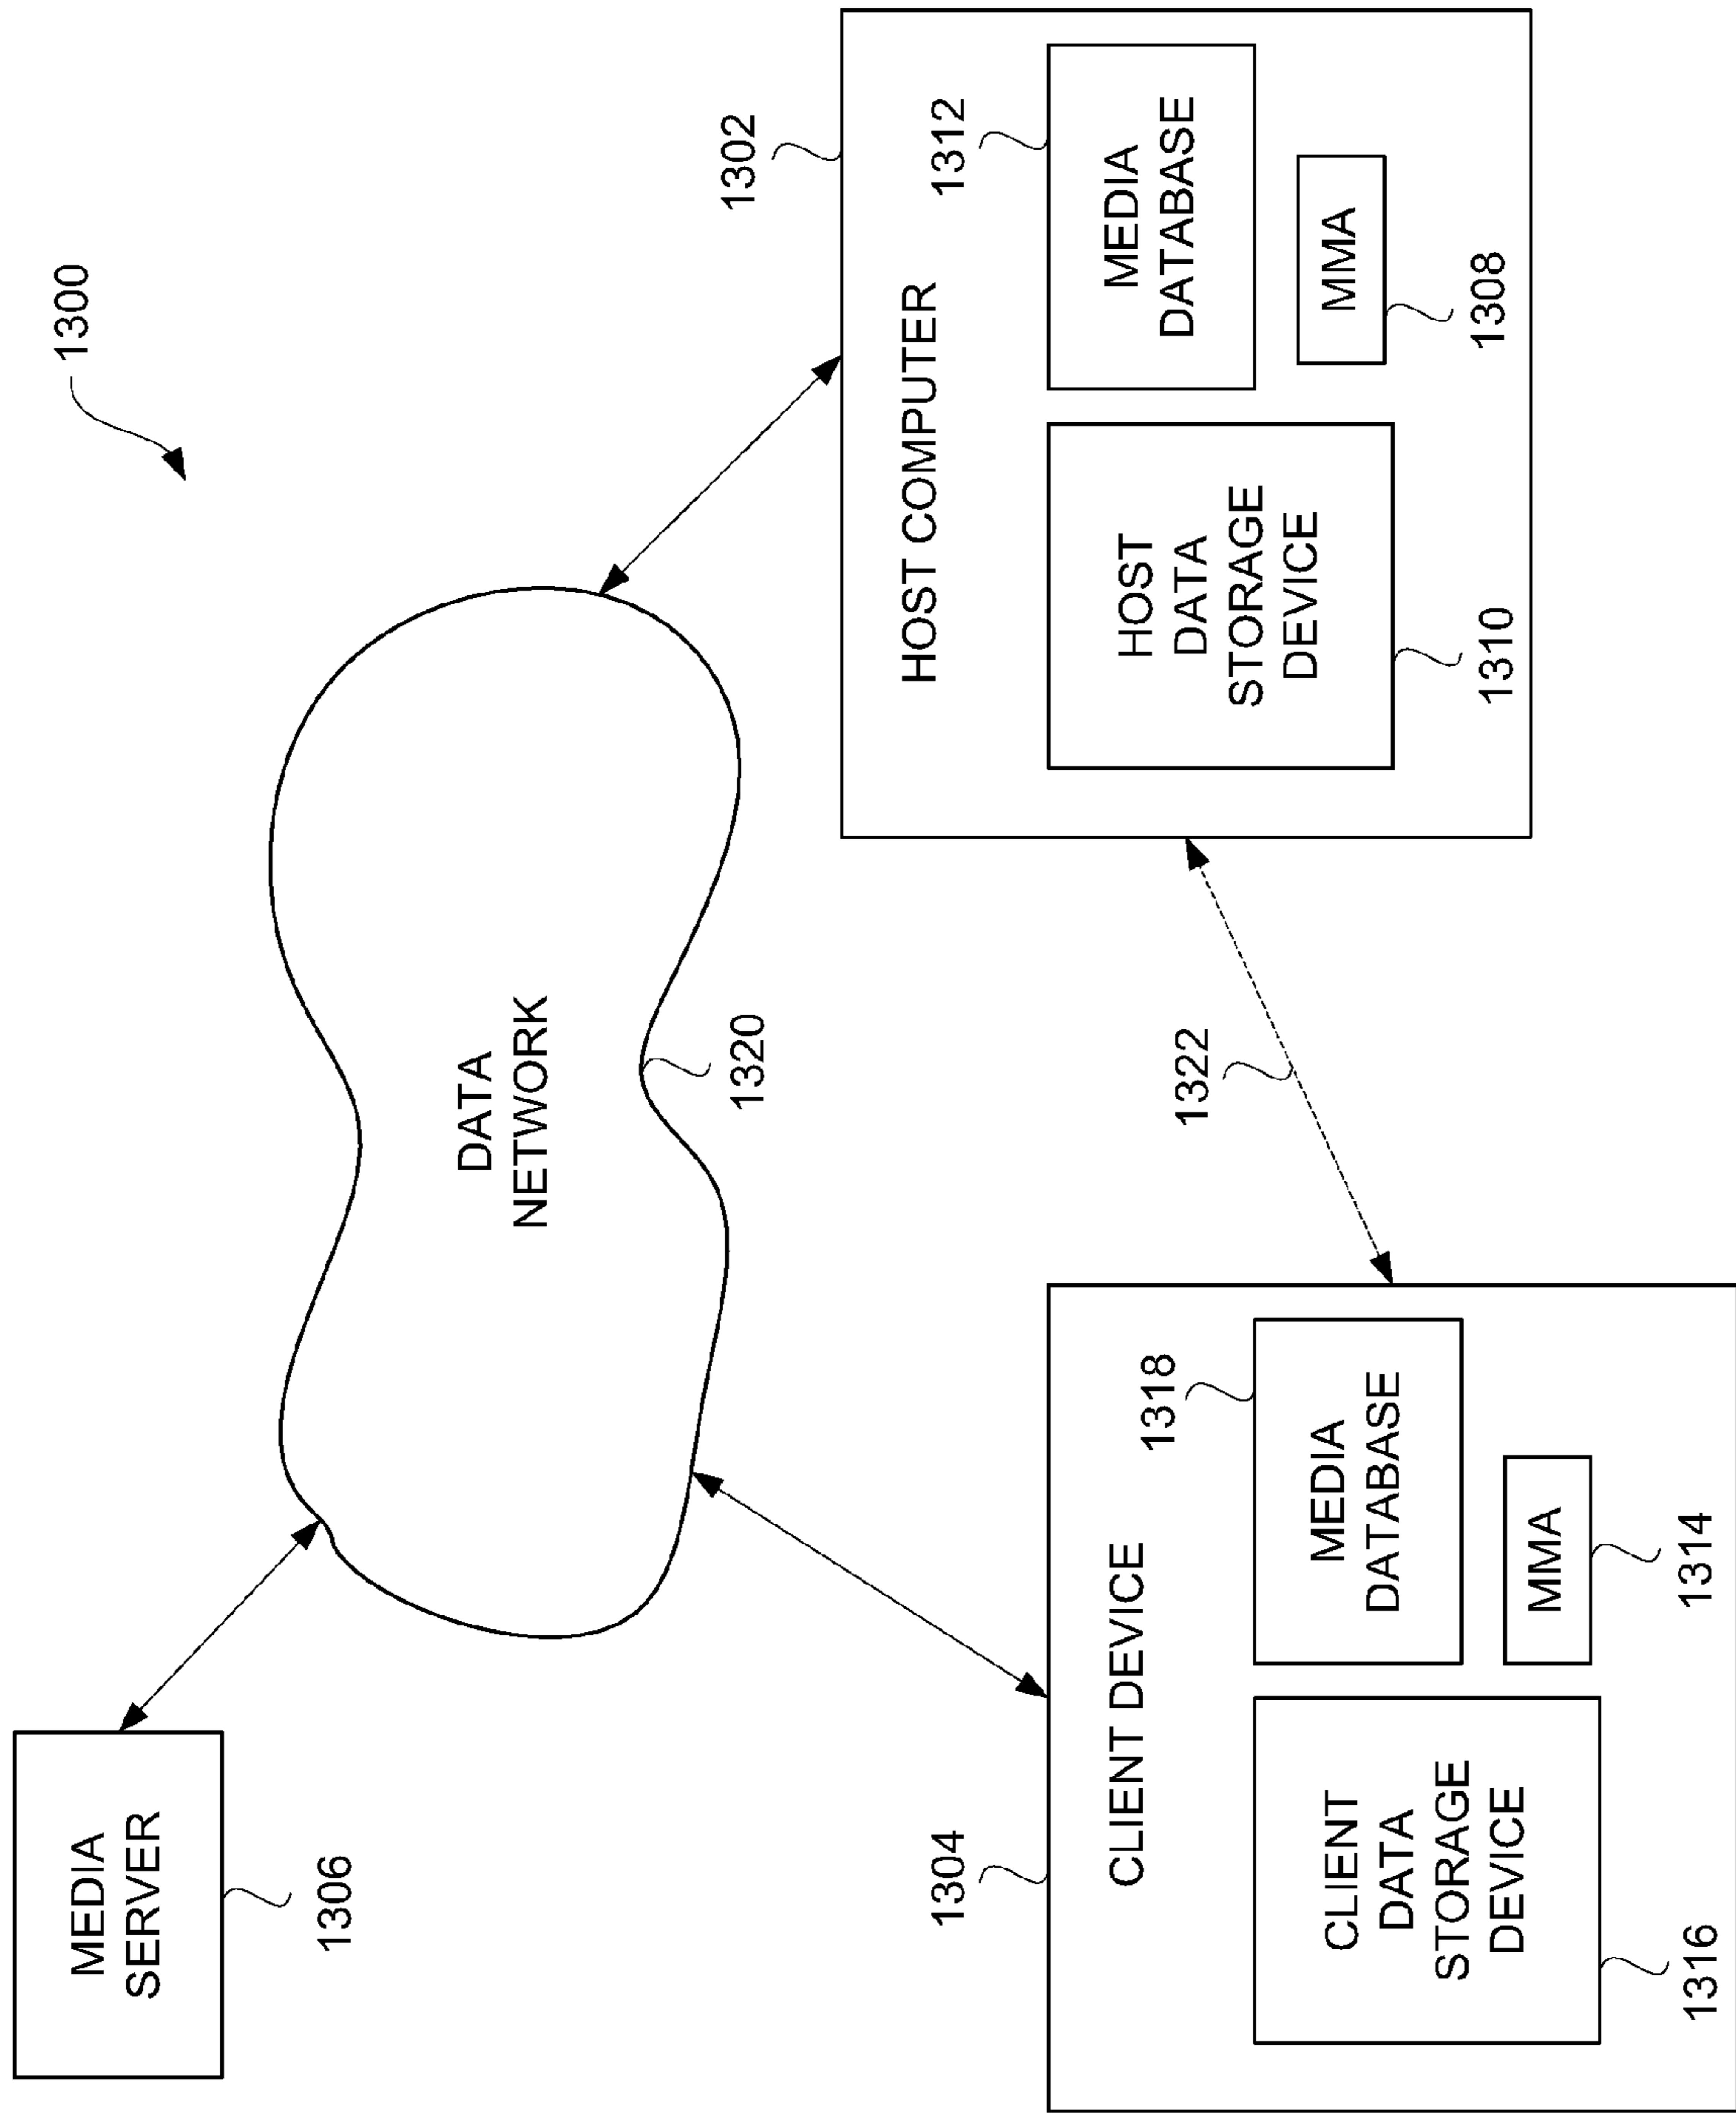 1300
MEDIA
SERVER
1306
DATA
NETWORK
1320
1302
HOST COMPUTER
1312
MEDIA
DATABASE
HOST
DATA
STORAGE
DEVICE
MMA
1308
1310
1322
1304
CLIENT DEVICE
1318
MEDIA
DATABASE
CLIENT
DATA
STORAGE
DEVICE
MMA
1314
1316